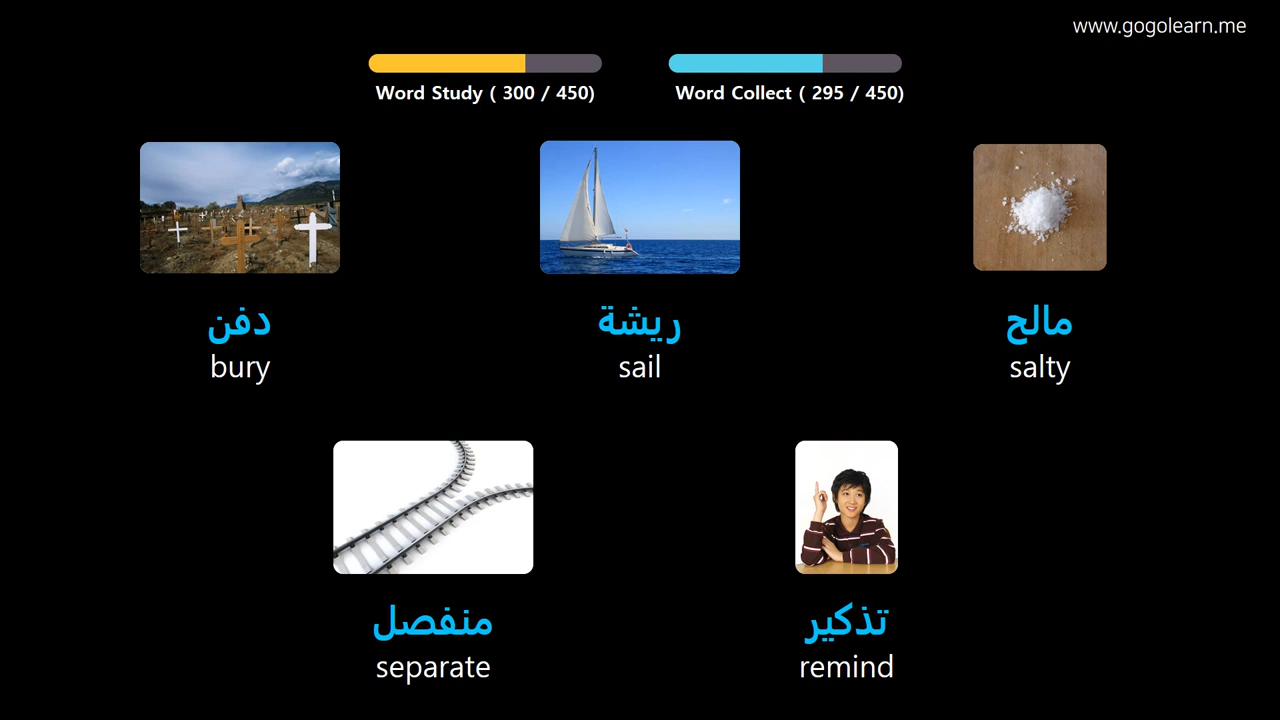 www.gogolearn.me
Word Study ( 300 / 450)
Word Collect ( 295 / 450)
دفن
bury
ريشة
sail
مالح
salty
منفصل
separate
تذكير
remind